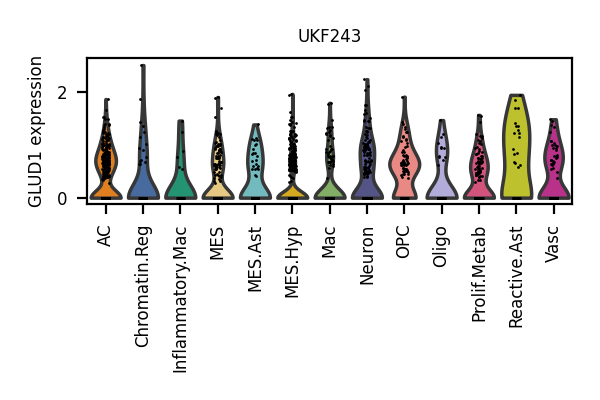 UKF243
GLUD1 expression
2
0
AC
Chromatin.Reg
Inflammatory.Mac
MES
MES.Ast
MES.Hyp
Mac
Neuron
OPC
Oligo
Prolif.Metab
Reactive.Ast
Vasc